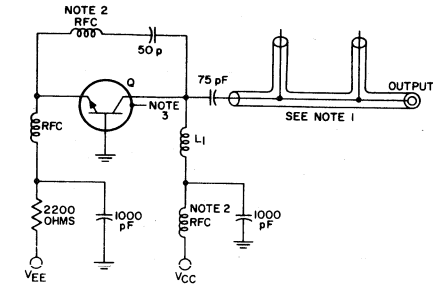 NOTE 2
RFC
50 p
Q
NOTE
3
75 pF
OUTPUT
SEE NOTE 1
RFC
L1
2200
OHMS
1000
pF
NOTE 2
RFC
1000
pF
VEE
VCC